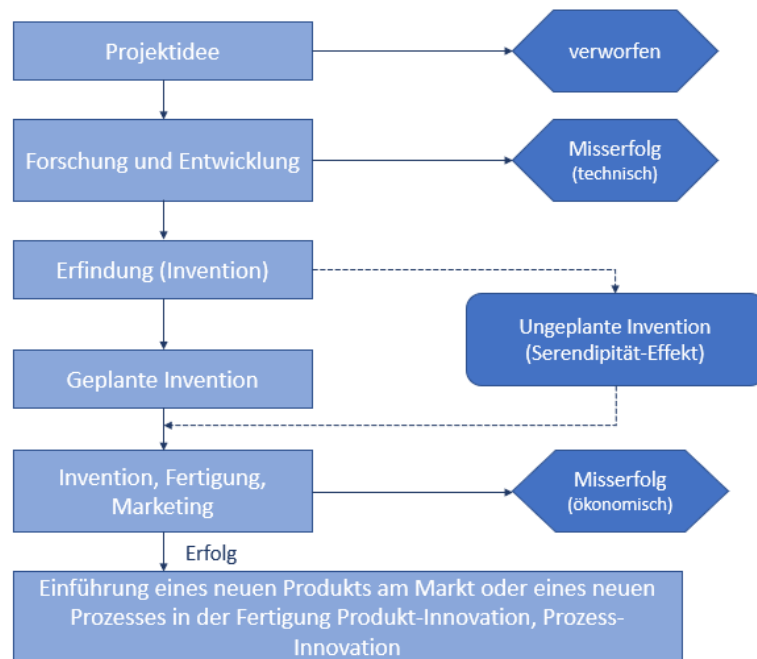 Projektidee
verworfen
Forschung und Entwicklung
Misserfolg
(technisch)
Erfindung (Invention)
Ungeplante Invention
(Serendipität-Effekt)
Geplante Invention
Invention, Fertigung,
Marketing
Misserfolg
(ökonomisch)
Erfolg
Einführung eines neuen Produkts am Markt oder eines neuen
Prozesses in der Fertigung Produkt-Innovation, Prozess-
Innovation